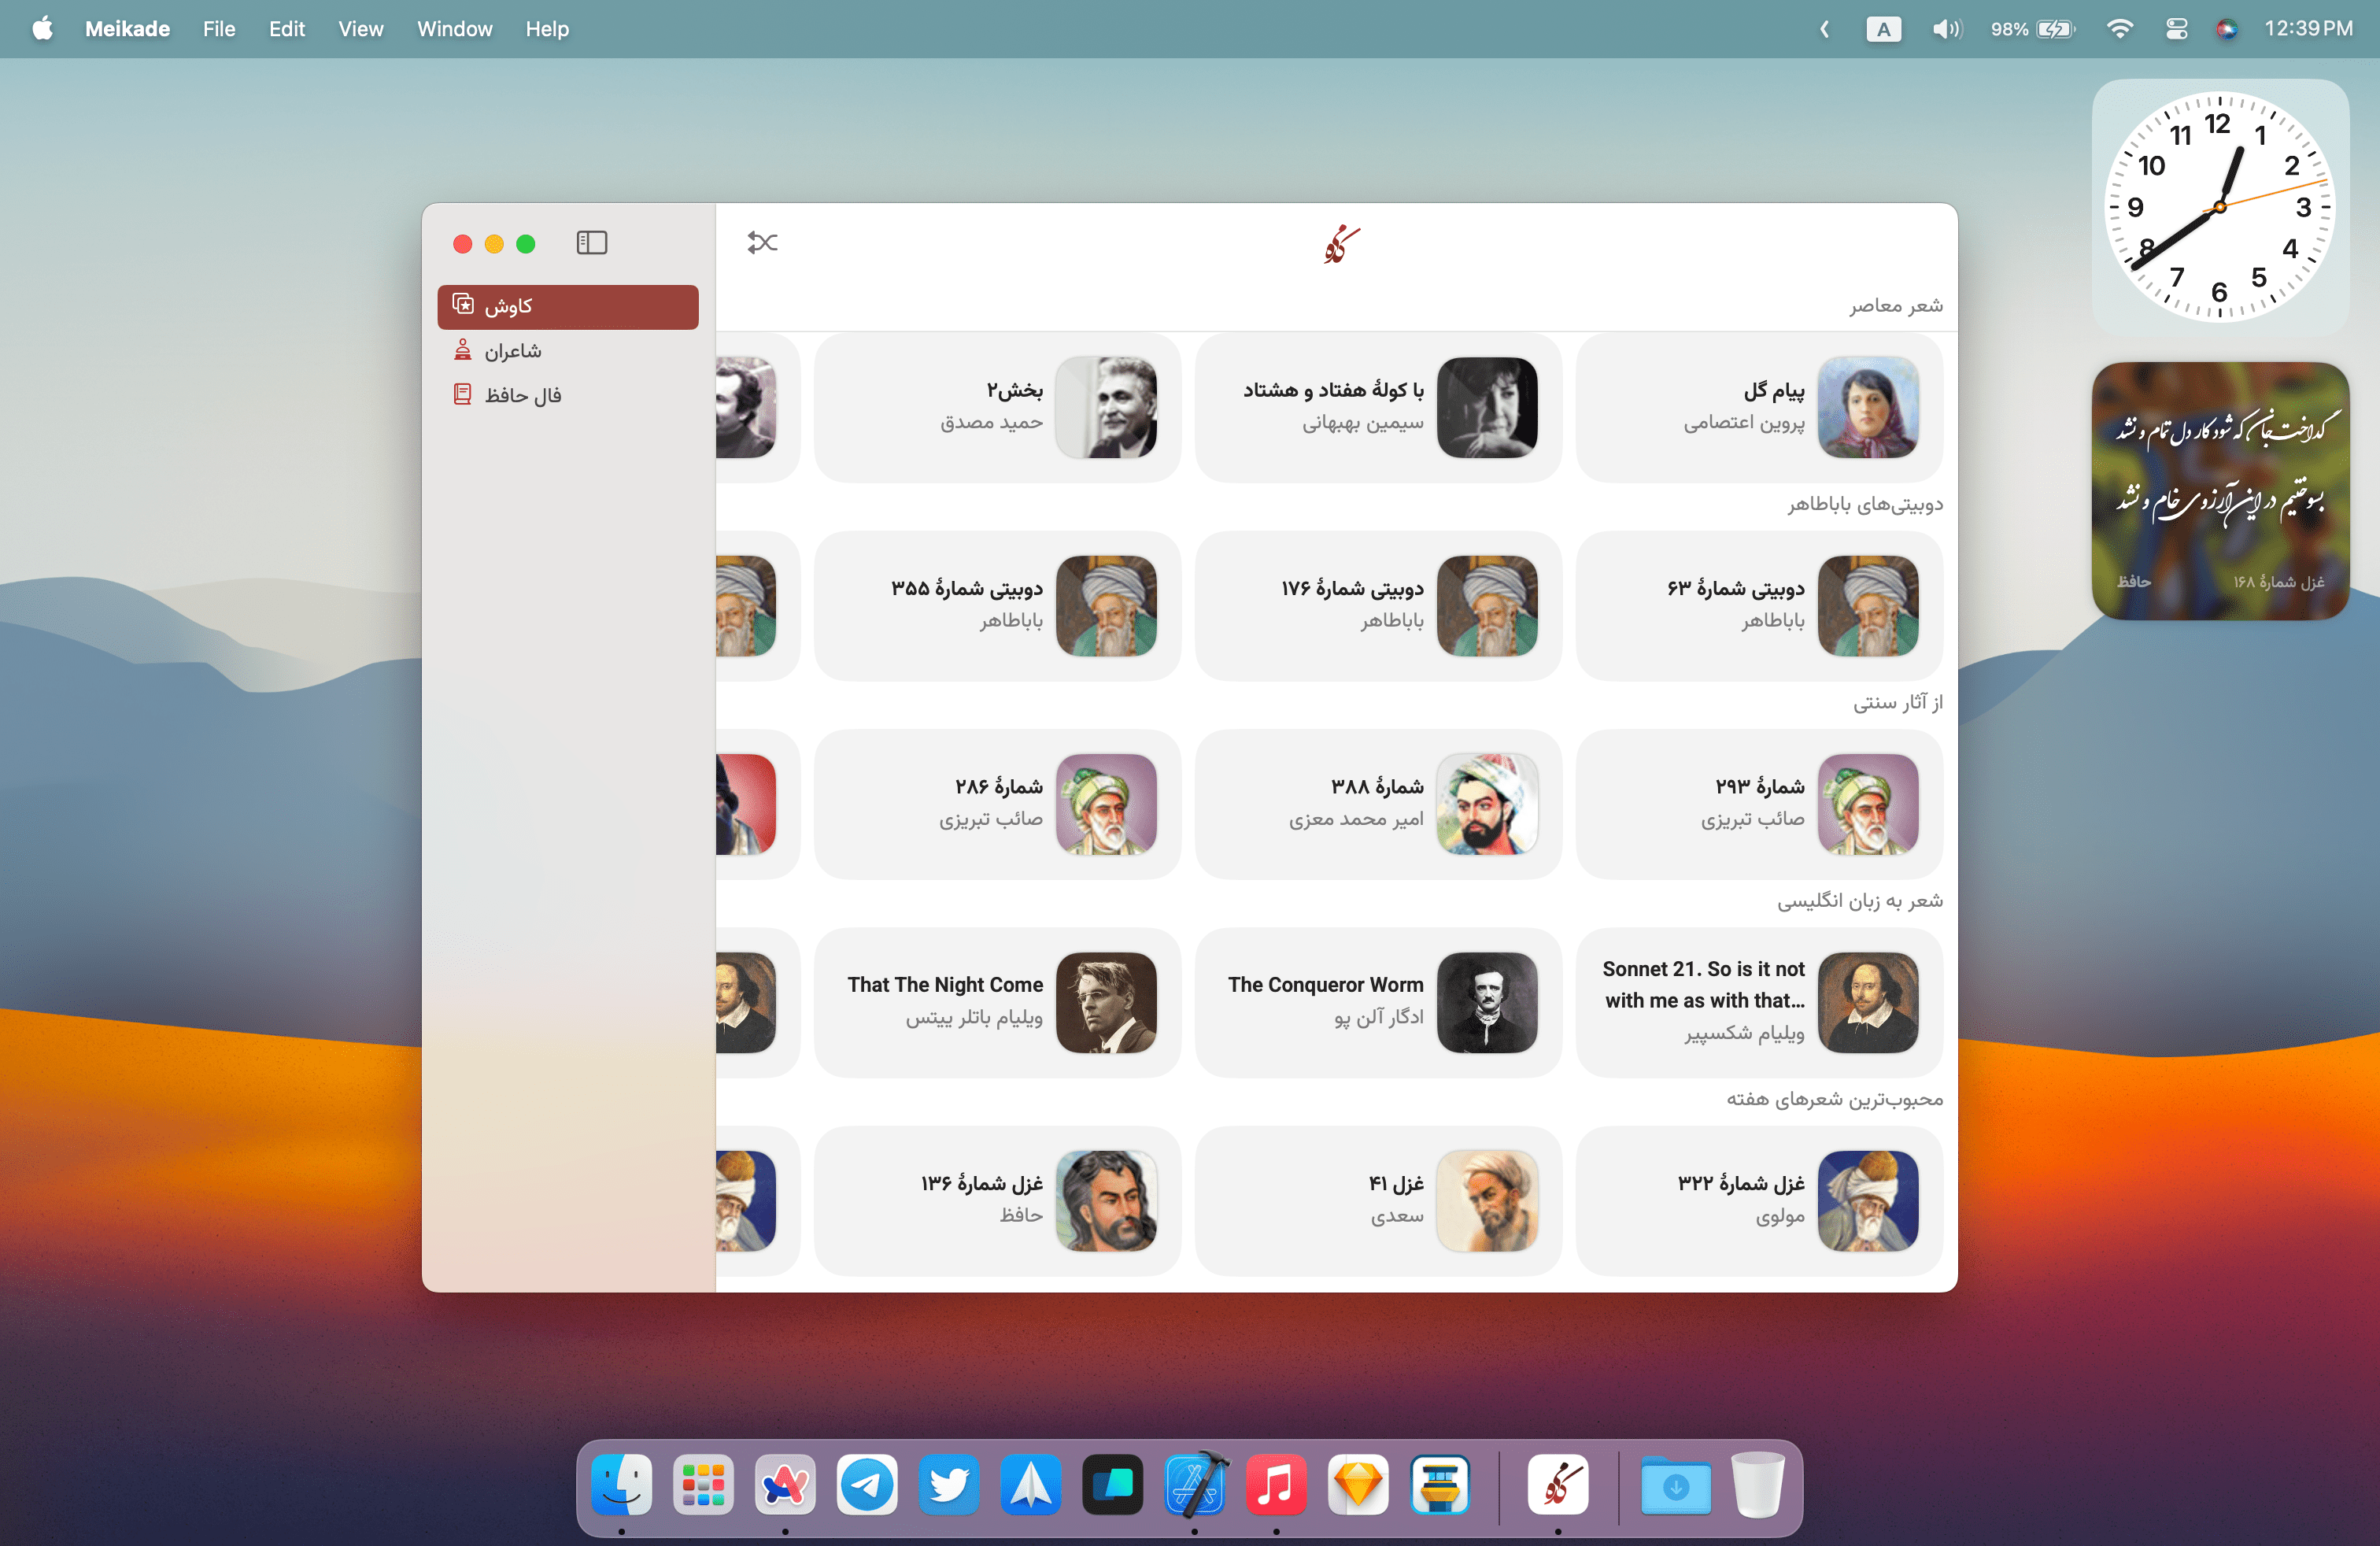 Meikade File Edit View Window Help
A 98% 12:39 PM
12 1 2 3 4 5 6 7 8 9 10 11
گداخت جان که شود کار دل تمام و نشد
بسوختیم در این آرزوی خام و نشد
غزل شمارهٔ ۱۶۸
حافظ
کاوش
شاعران
فال حافظ
شعر معاصر
پیام گل
پروین اعتصامی
با کولهٔ هفتاد و هشتاد
سیمین بهبهانی
بخش۲
حمید مصدق
دوبیتی‌های باباطاهر
دوبیتی شمارهٔ ۶۳
باباطاهر
دوبیتی شمارهٔ ۱۷۶
باباطاهر
دوبیتی شمارهٔ ۳۵۵
باباطاهر
از آثار سنتی
شمارهٔ ۲۹۳
صائب تبریزی
شمارهٔ ۳۸۸
امیر محمد معزی
شمارهٔ ۲۸۶
صائب تبریزی
شعر به زبان انگلیسی
Sonnet 21. So is it not
with me as with that...
ویلیام شکسپیر
The Conqueror Worm
ادگار آلن پو
That The Night Come
ویلیام باتلر ییتس
محبوب‌ترین شعرهای هفته
غزل شمارهٔ ۳۲۲
مولوی
غزل ۴۱
سعدی
غزل شمارهٔ ۱۳۶
حافظ